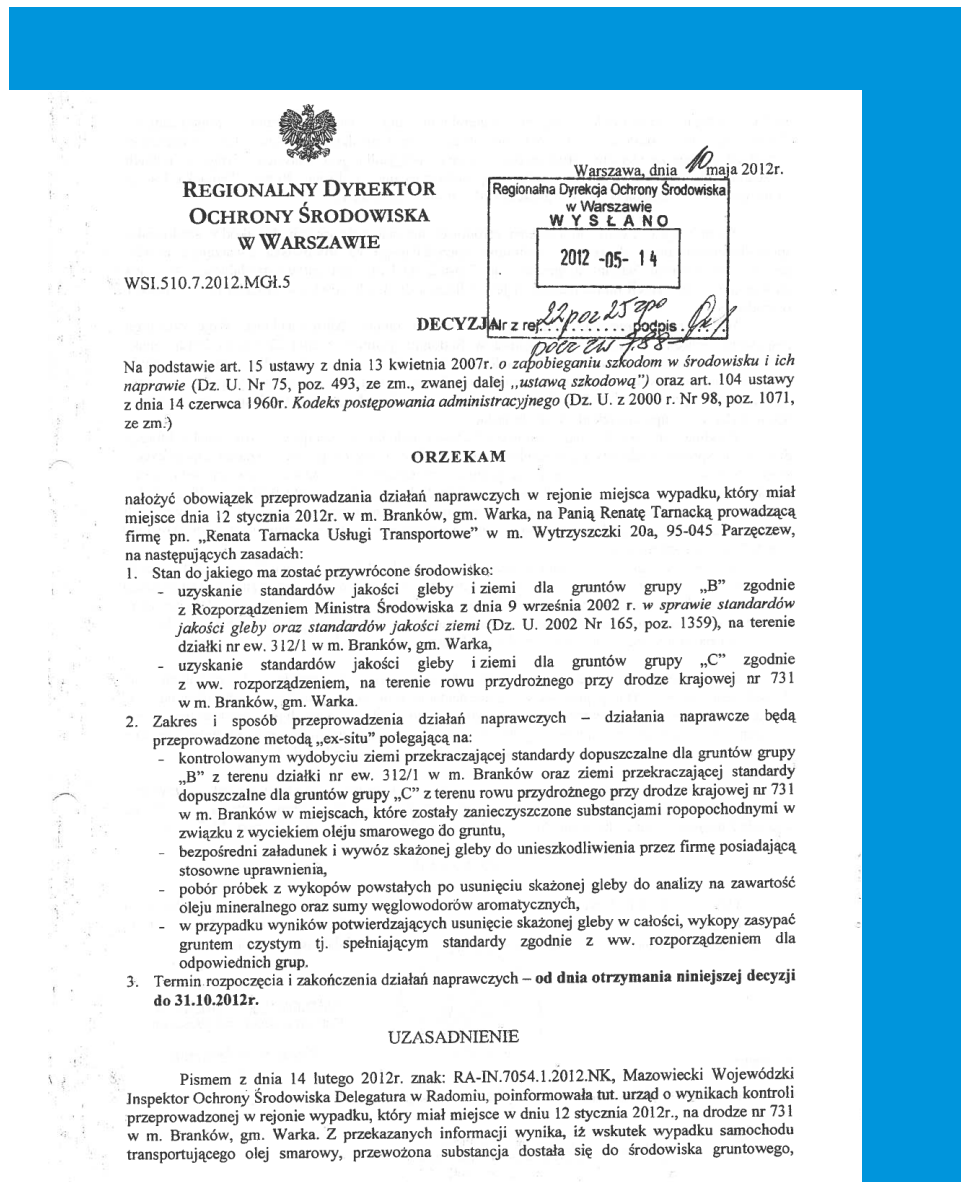 Warszawa, dnia 10 maja 2012r.
REGIONALNY DYREKTOR
OCHRONY ŚRODOWISKA
W WARSZAWIE
Regionalna Dyrekcja Ochrony Środowiska
w Warszawie
WYSŁANO
2012 -05- 14
WSI.510.7.2012.MGł.5
Nr z rej. 22 poz 25 zpo podpis
DECYZJA
Na podstawie art. 15 ustawy z dnia 13 kwietnia 2007r. o zapobieganiu szkodom w środowisku i ich
naprawie (Dz. U. Nr 75, poz. 493, ze zm., zwanej dalej „ustawą szkodową”) oraz art. 104 ustawy
z dnia 14 czerwca 1960r. Kodeks postępowania administracyjnego (Dz. U. z 2000 r. Nr 98, poz. 1071,
ze zm.)
ORZEKAM
nałożyć obowiązek przeprowadzania działań naprawczych w rejonie miejsca wypadku, który miał
miejsce dnia 12 stycznia 2012r. w m. Branków, gm. Warka, na Panią Renatę Tarnacką prowadzącą
firmę pn. „Renata Tarnacka Usługi Transportowe” w m. Wytrzyszczki 20a, 95-045 Parzęczew,
na następujących zasadach:
1. Stan do jakiego ma zostać przywrócone środowisko:
- uzyskanie standardów jakości gleby i ziemi dla gruntów grupy „B” zgodnie
z Rozporządzeniem Ministra Środowiska z dnia 9 września 2002 r. w sprawie standardów
jakości gleby oraz standardów jakości ziemi (Dz. U. 2002 Nr 165, poz. 1359), na terenie
działki nr ew. 312/1 w m. Branków, gm. Warka,
- uzyskanie standardów jakości gleby i ziemi dla gruntów grupy „C” zgodnie
z ww. rozporządzeniem, na terenie rowu przydrożnego przy drodze krajowej nr 731
w m. Branków, gm. Warka.
2. Zakres i sposób przeprowadzenia działań naprawczych – działania naprawcze będą
przeprowadzone metodą „ex-situ” polegającą na:
- kontrolowanym wydobyciu ziemi przekraczającej standardy dopuszczalne dla gruntów grupy
„B” z terenu działki nr ew. 312/1 w m. Branków oraz ziemi przekraczającej standardy
dopuszczalne dla gruntów grupy „C” z terenu rowu przydrożnego przy drodze krajowej nr 731
w m. Branków w miejscach, które zostały zanieczyszczone substancjami ropopochodnymi w
związku z wyciekiem oleju smarowego do gruntu,
- bezpośredni załadunek i wywóz skażonej gleby do unieszkodliwienia przez firmę posiadającą
stosowne uprawnienia,
- pobór próbek z wykopów powstałych po usunięciu skażonej gleby do analizy na zawartość
oleju mineralnego oraz sumy węglowodorów aromatycznych,
- w przypadku wyników potwierdzających usunięcie skażonej gleby w całości, wykopy zasypać
gruntem czystym tj. spełniającym standardy zgodnie z ww. rozporządzeniem dla
odpowiednich grup.
3. Termin rozpoczęcia i zakończenia działań naprawczych – od dnia otrzymania niniejszej decyzji
do 31.10.2012r.
UZASADNIENIE
Pismem z dnia 14 lutego 2012r. znak: RA-IN.7054.1.2012.NK, Mazowiecki Wojewódzki
Inspektor Ochrony Środowiska Delegatura w Radomiu, poinformowała tut. urząd o wynikach kontroli
przeprowadzonej w rejonie wypadku, który miał miejsce w dniu 12 stycznia 2012r., na drodze nr 731
w m. Branków, gm. Warka. Z przekazanych informacji wynika, iż wskutek wypadku samochodu
transportującego olej smarowy, przewożona substancja dostała się do środowiska gruntowego,